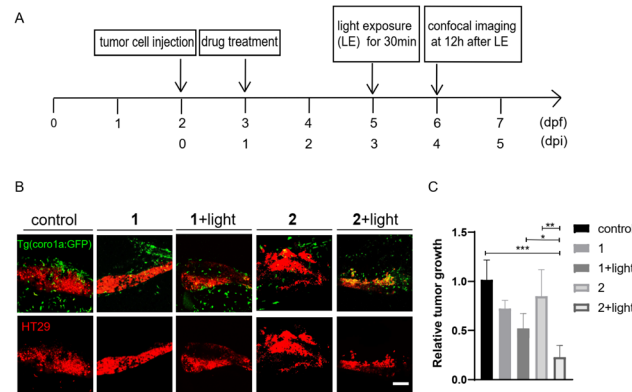 A
tumor cell injection
drug treatment
light exposure
(LE) for 30min
confocal imaging
at 12h after LE
0 1 2 3 4 5 6 7 (dpf)
0 1 2 3 4 5 (dpi)
B
control 1 1+light 2 2+light
Tg(coro1a:GFP)
HT29
C
**
*
***
Relative tumor growth
1.5
1.0
0.5
0.0
control
1
1+light
2
2+light